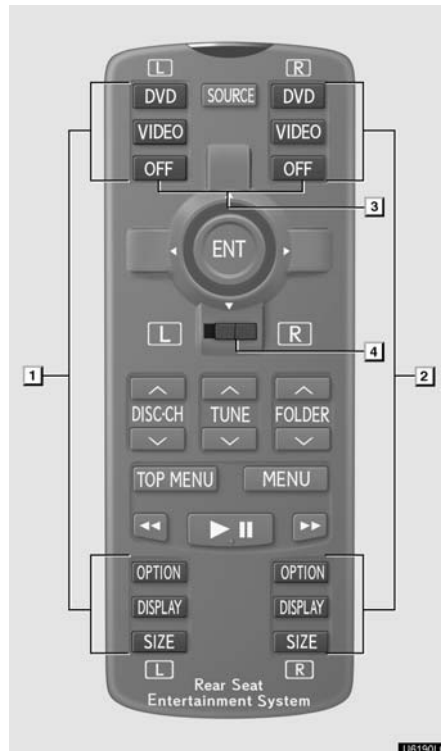 L R
DVD SOURCE DVD
VIDEO VIDEO
OFF OFF
3
ENT
L R
4
1 2
DISC·CH TUNE FOLDER
TOP MENU MENU
OPTION OPTION
DISPLAY DISPLAY
SIZE SIZE
L R
Rear Seat
Entertainment System